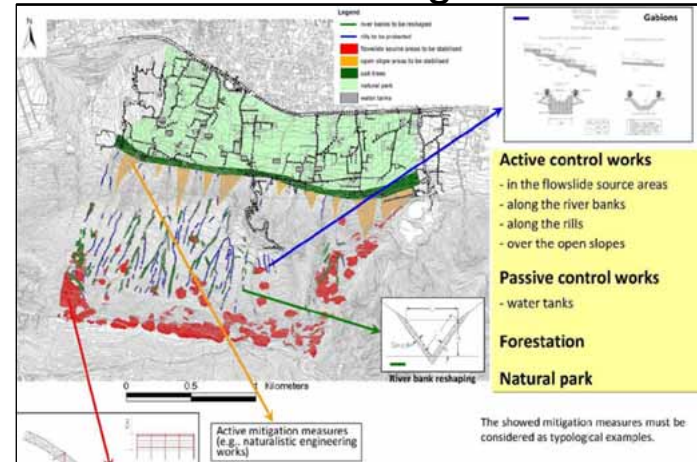 Legend
river banks to be reshaped
rills to be protected
flowslide source areas to be stabilised
open slope areas to be stabilised
salt trees
natural park
water tanks
N
Gabions
Active control works
- in the flowslide source areas
- along the river banks
- along the rills
- over the open slopes
Passive control works
- water tanks
Forestation
Natural park
River bank reshaping
0 0.5 1
Kilometers
Active mitigation measures
(e.g., naturalistic engineering
works)
The showed mitigation measures must be
considered as typological examples.